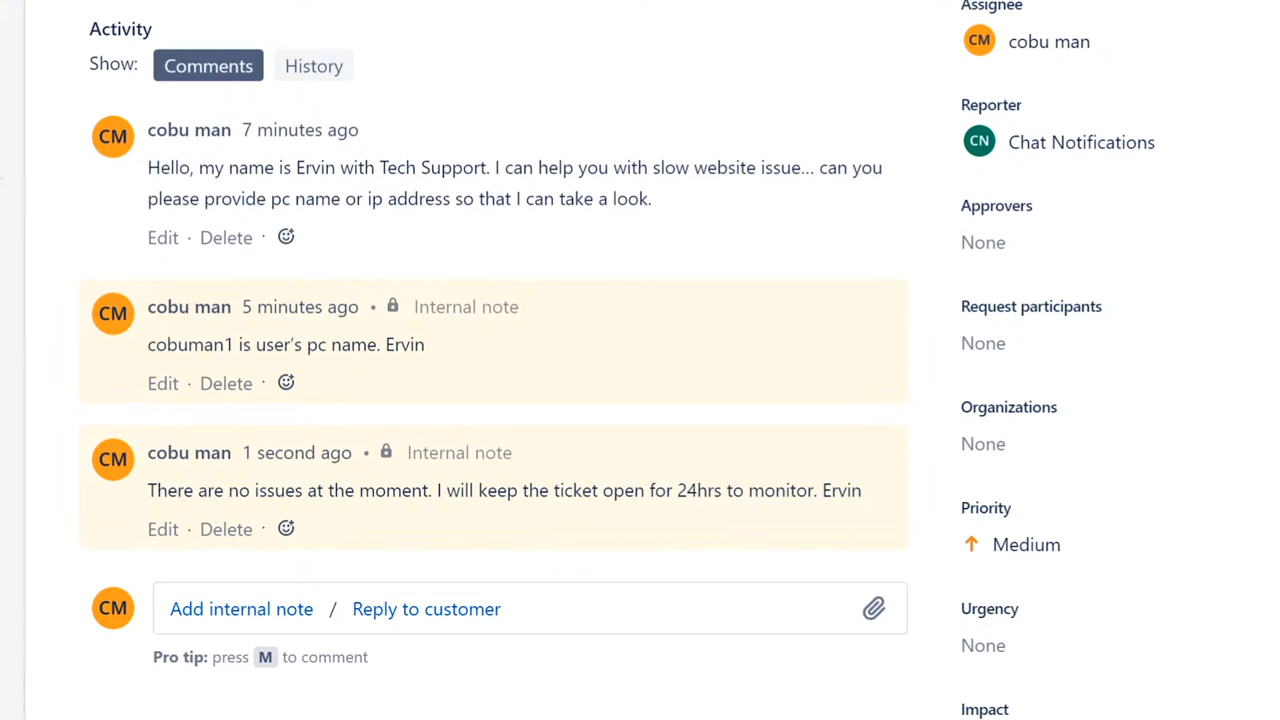 Activity
Show: Comments History
CM cobu man 7 minutes ago
Hello, my name is Ervin with Tech Support. I can help you with slow website issue... can you
please provide pc name or ip address so that I can take a look.
Edit · Delete ·
CM cobu man 5 minutes ago • Internal note
cobuman1 is user's pc name. Ervin
Edit · Delete ·
CM cobu man 1 second ago • Internal note
There are no issues at the moment. I will keep the ticket open for 24hrs to monitor. Ervin
Edit · Delete ·
CM Add internal note / Reply to customer
Pro tip: press M to comment
Assignee
CM cobu man
Reporter
CN Chat Notifications
Approvers
None
Request participants
None
Organizations
None
Priority
Medium
Urgency
None
Impact